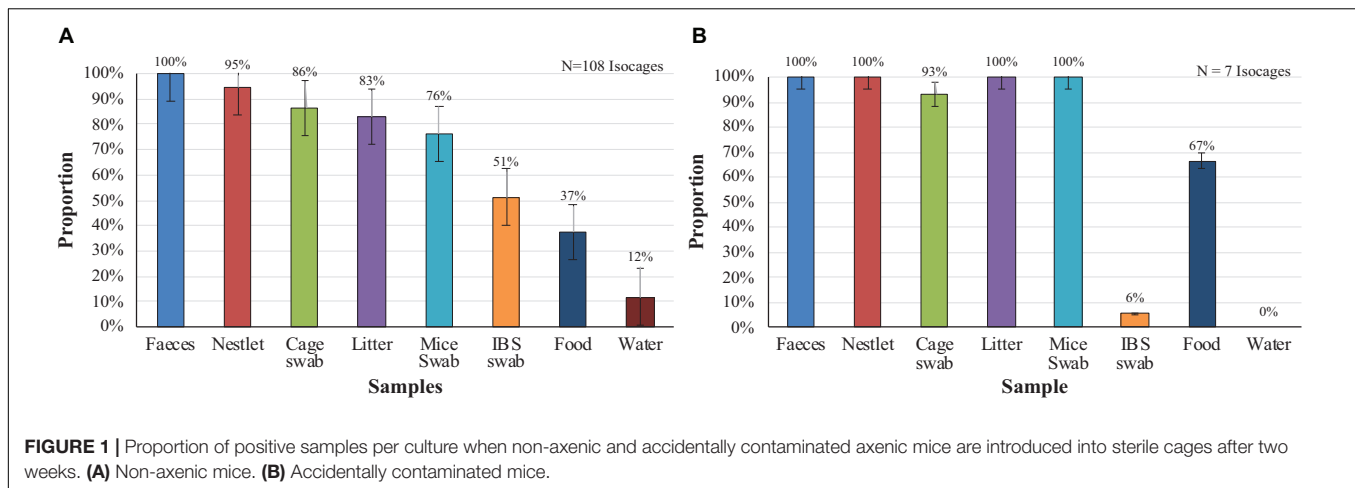 A
100% 95% 86% 83% 76% 51% 37% 12%
N=108 Isocages
100%
90%
80%
70%
60%
50%
40%
30%
20%
10%
0%
Proportion
Faeces Nestlet Cage swab Litter Mice Swab IBS swab Food Water
Samples
B
100% 100% 93% 100% 100% 6% 67% 0%
N = 7 Isocages
100%
90%
80%
70%
60%
50%
40%
30%
20%
10%
0%
Proportion
Faeces Nestlet Cage swab Litter Mice Swab IBS swab Food Water
Sample
FIGURE 1 | Proportion of positive samples per culture when non-axenic and accidentally contaminated axenic mice are introduced into sterile cages after two
weeks. (A) Non-axenic mice. (B) Accidentally contaminated mice.